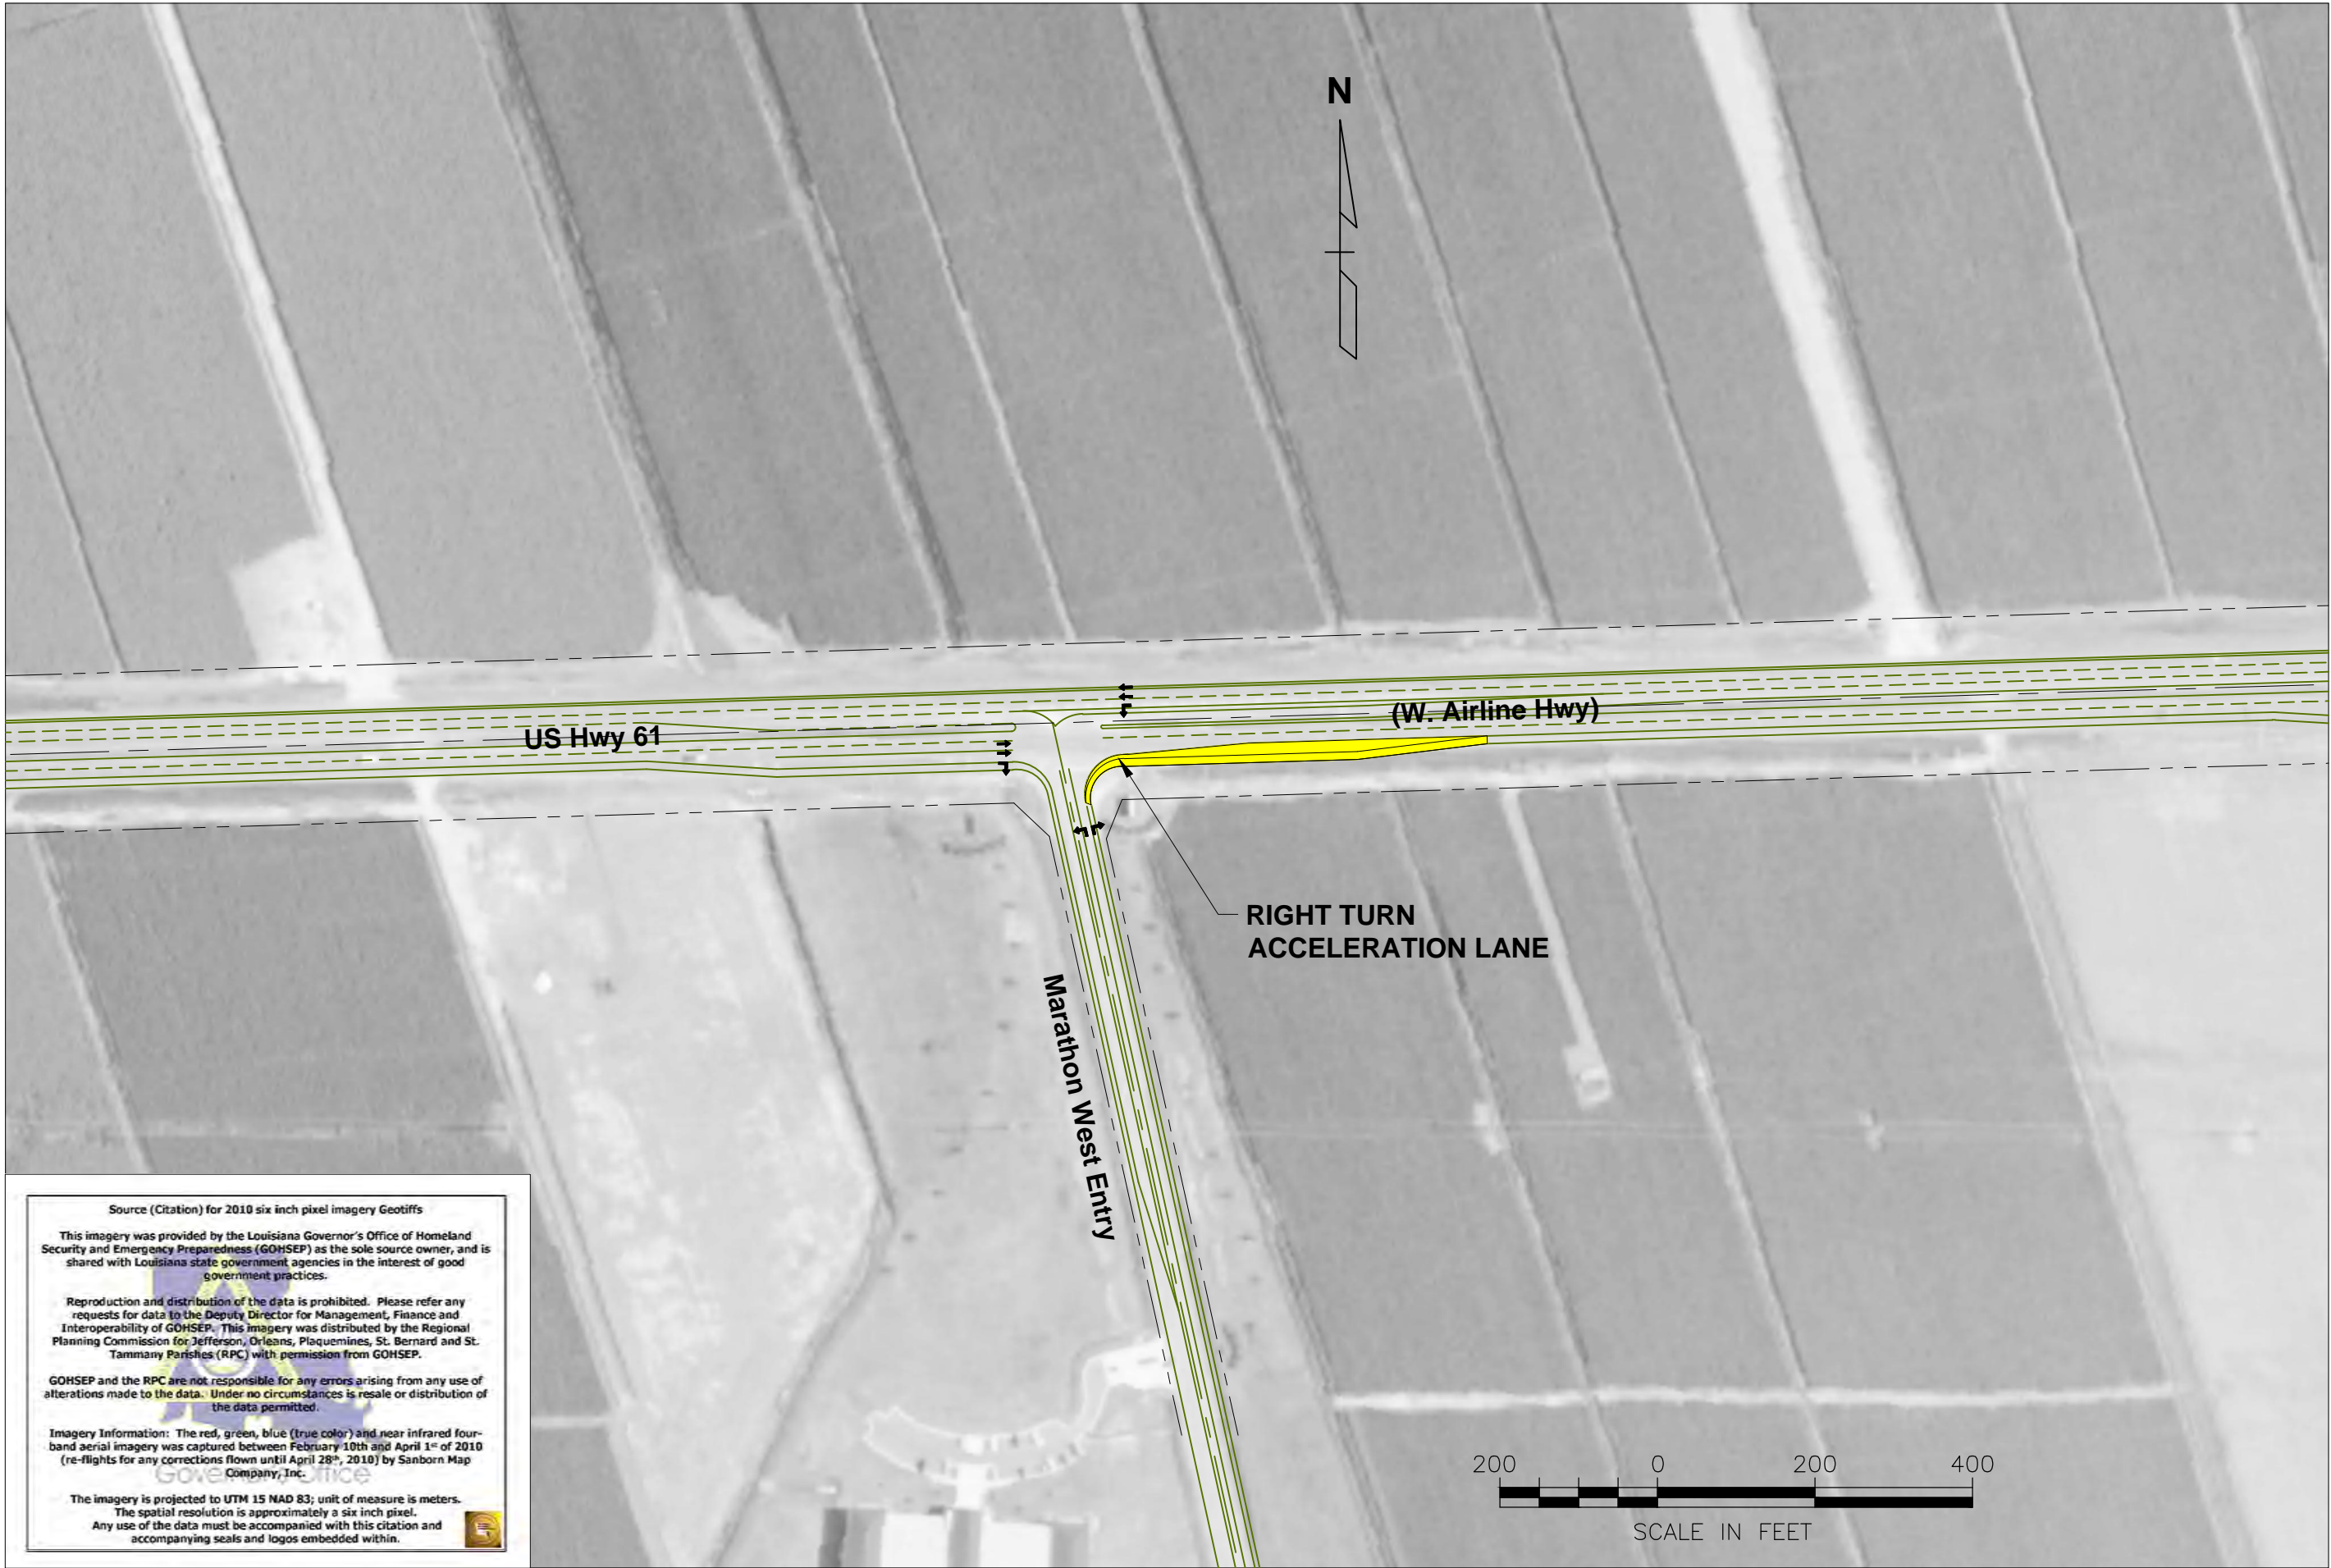 N
(W. Airline Hwy)
US Hwy 61
RIGHT TURN
ACCELERATION LANE
Marathon West Entry
Source (Citation) for 2010 six inch pixel imagery Geotiffs
This imagery was provided by the Louisiana Governor's Office of Homeland
Security and Emergency Preparedness (GOHSEP) as the sole source owner, and is
shared with Louisiana state government agencies in the interest of good
government practices.
Reproduction and distribution of the data is prohibited. Please refer any
requests for data to the Deputy Director for Management, Finance and
Interoperability of GOHSEP. This imagery was distributed by the Regional
Planning Commission for Jefferson, Orleans, Plaquemines, St. Bernard and St.
Tammany Parishes (RPC) with permission from GOHSEP.
GOHSEP and the RPC are not responsible for any errors arising from any use of
alterations made to the data. Under no circumstances is resale or distribution of
the data permitted.
Imagery Information: The red, green, blue (true color) and near infrared four-
band aerial imagery was captured between February 10th and April 1st of 2010
(re-flights for any corrections flown until April 28th, 2010) by Sanborn Map
Company, Inc.
Governor's Office
The imagery is projected to UTM 15 NAD 83; unit of measure is meters.
The spatial resolution is approximately a six inch pixel.
Any use of the data must be accompanied with this citation and
accompanying seals and logos embedded within.
200 0 200 400
SCALE IN FEET